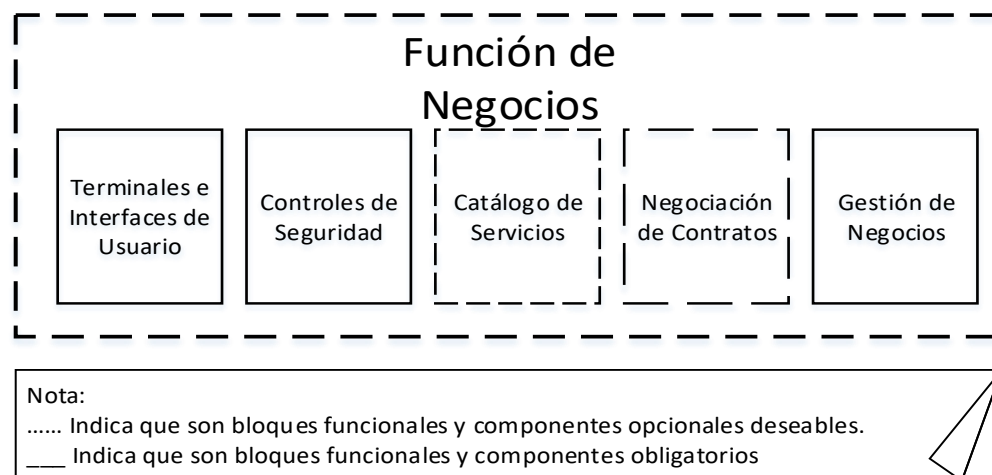 Función de
Negocios
Terminales e
Interfaces de
Usuario
Controles de
Seguridad
Catálogo de
Servicios
Negociación
de Contratos
Gestión de
Negocios
Nota:
...... Indica que son bloques funcionales y componentes opcionales deseables.
___ Indica que son bloques funcionales y componentes obligatorios